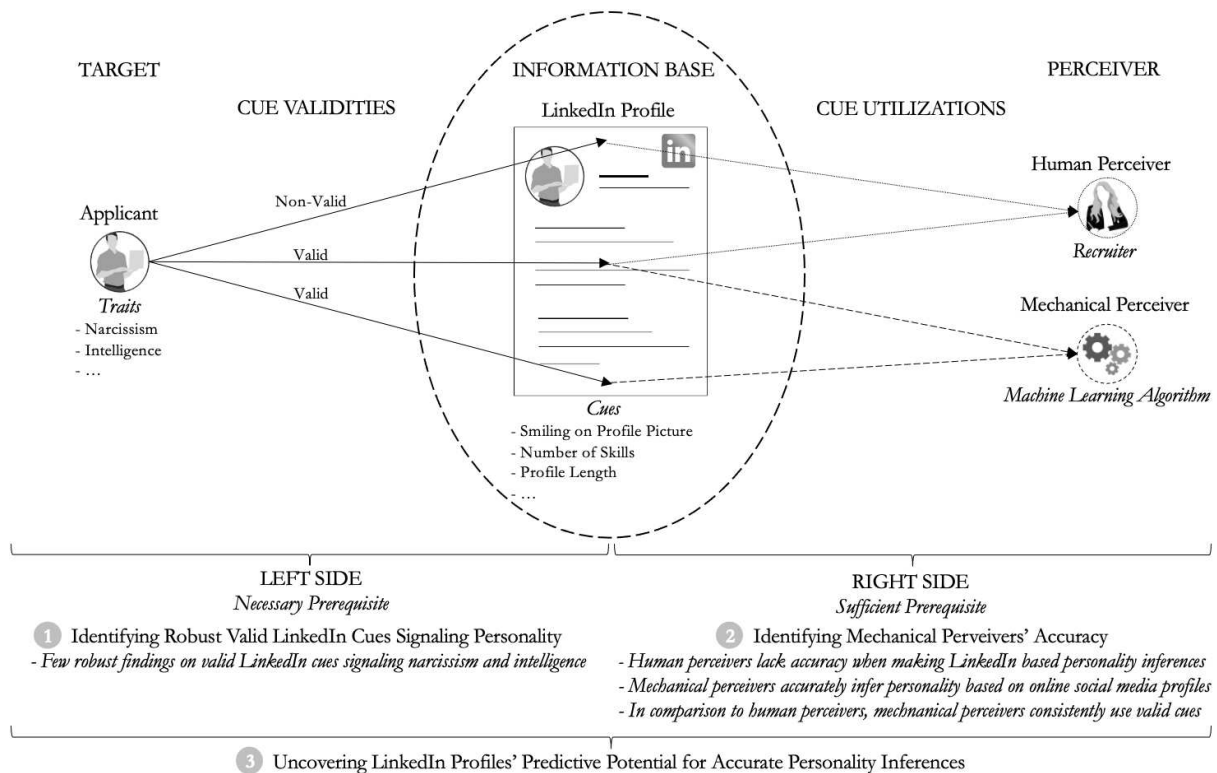 TARGET
INFORMATION BASE
PERCEIVER
CUE VALIDITIES
CUE UTILIZATIONS
LinkedIn Profile
in
Human Perceiver
Non-Valid
Applicant
Recruiter
Valid
Valid
Traits
- Narcissism
- Intelligence
- ...
Mechanical Perceiver
Machine Learning Algorithm
Cues
- Smiling on Profile Picture
- Number of Skills
- Profile Length
- ...
LEFT SIDE
Necessary Prerequisite
1 Identifying Robust Valid LinkedIn Cues Signaling Personality
- Few robust findings on valid LinkedIn cues signaling narcissism and intelligence
RIGHT SIDE
Sufficient Prerequisite
2 Identifying Mechanical Perveivers' Accuracy
- Human perceivers lack accuracy when making LinkedIn based personality inferences
- Mechanical perceivers accurately infer personality based on online social media profiles
- In comparison to human perceivers, mechnanical perceivers consistently use valid cues
3 Uncovering LinkedIn Profiles' Predictive Potential for Accurate Personality Inferences